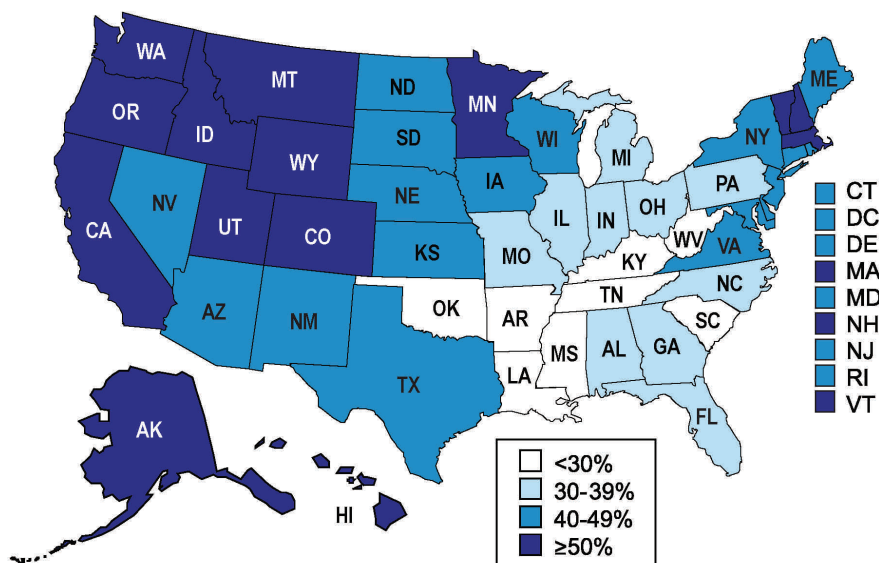 WA
MT
ND
MN
ME
OR
ID
SD
WI
NY
WY
MI
CT
NE
IA
PA
DC
NV
IL
IN
OH
DE
CA
UT
CO
KS
MO
WV
VA
MA
KY
MD
NC
TN
NH
AZ
NM
OK
AR
SC
NJ
MS
AL
GA
RI
TX
LA
VT
FL
AK
HI
<30%
30-39%
40-49%
≥50%